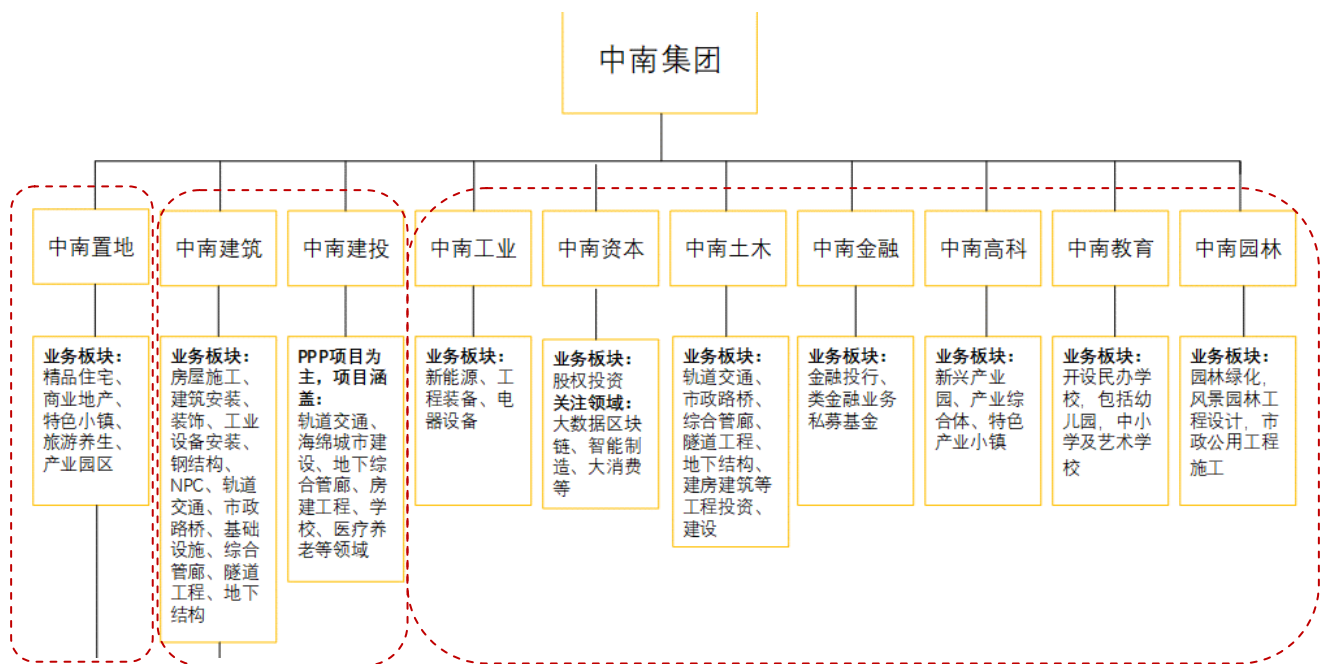 中南集团
中南置地
中南建筑
中南建投
中南工业
中南资本
中南土木
中南金融
中南高科
中南教育
中南园林
业务板块：
精品住宅、
商业地产、
特色小镇、
旅游养生、
产业园区
业务板块：
房屋施工、
建筑安装、
装饰、工业
设备安装、
钢结构、
NPC、轨道
交通、市政
路桥、基础
设施、综合
管廊、隧道
工程、地下
结构
PPP项目为
主，项目涵
盖：
轨道交通、
海绵城市建
设、地下综
合管廊、房
建工程、学
校、医疗养
老等领域
业务板块：
新能源、工
程装备、电
器设备
业务板块：
股权投资
关注领域：
大数据区块
链、智能制
造、大消费
等
业务板块：
轨道交通、
市政路桥、
综合管廊、
隧道工程、
地下结构、
建房建筑等
工程投资、
建设
业务板块：
金融投行、
类金融业务
私募基金
业务板块：
新兴产业
园、产业综
合体、特色
产业小镇
业务板块：
开设民办学
校，包括幼
儿园，中小
学及艺术学
校
业务板块：
园林绿化，
风景园林工
程设计，市
政公用工程
施工